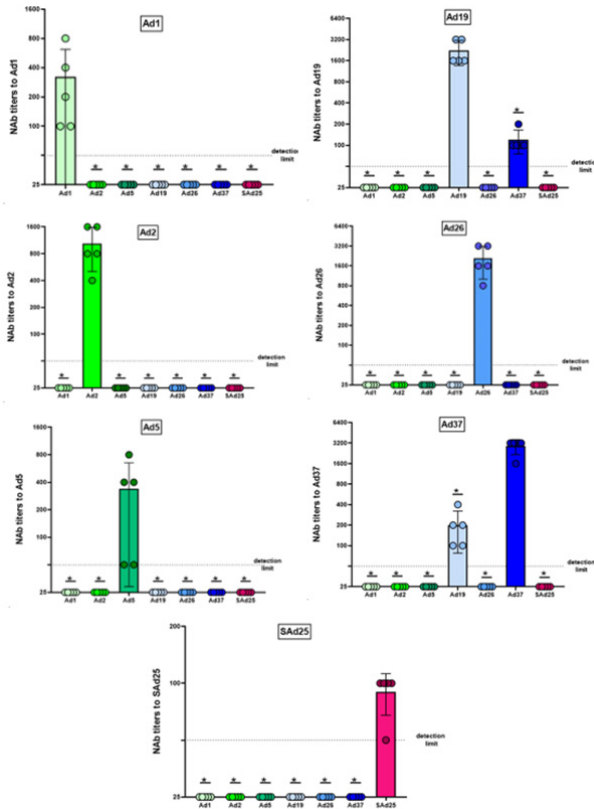 Ad1
NAb titers to Ad1
800
400
200
100
25
detection
limit
* * * * * *
Ad1 Ad2 Ad5 Ad19 Ad26 Ad37 SAd25
Ad19
NAb titers to Ad19
6400
3200
1600
800
400
200
100
25
detection
limit
* * * * * *
Ad1 Ad2 Ad5 Ad19 Ad26 Ad37 SAd25
Ad2
NAb titers to Ad2
1600
800
400
200
100
25
detection
limit
* * * * * *
Ad1 Ad2 Ad5 Ad19 Ad26 Ad37 SAd25
Ad26
NAb titers to Ad26
6400
3200
1600
800
400
200
100
25
detection
limit
* * * * * *
Ad1 Ad2 Ad5 Ad19 Ad26 Ad37 SAd25
Ad5
NAb titers to Ad5
1600
800
400
200
100
25
detection
limit
* * * * * *
Ad1 Ad2 Ad5 Ad19 Ad26 Ad37 SAd25
Ad37
NAb titers to Ad37
6400
3200
1600
800
400
200
100
25
detection
limit
* * * * * *
Ad1 Ad2 Ad5 Ad19 Ad26 Ad37 SAd25
SAd25
NAb titers to SAd25
200
100
25
detection
limit
* * * * * *
Ad1 Ad2 Ad5 Ad19 Ad26 Ad37 SAd25